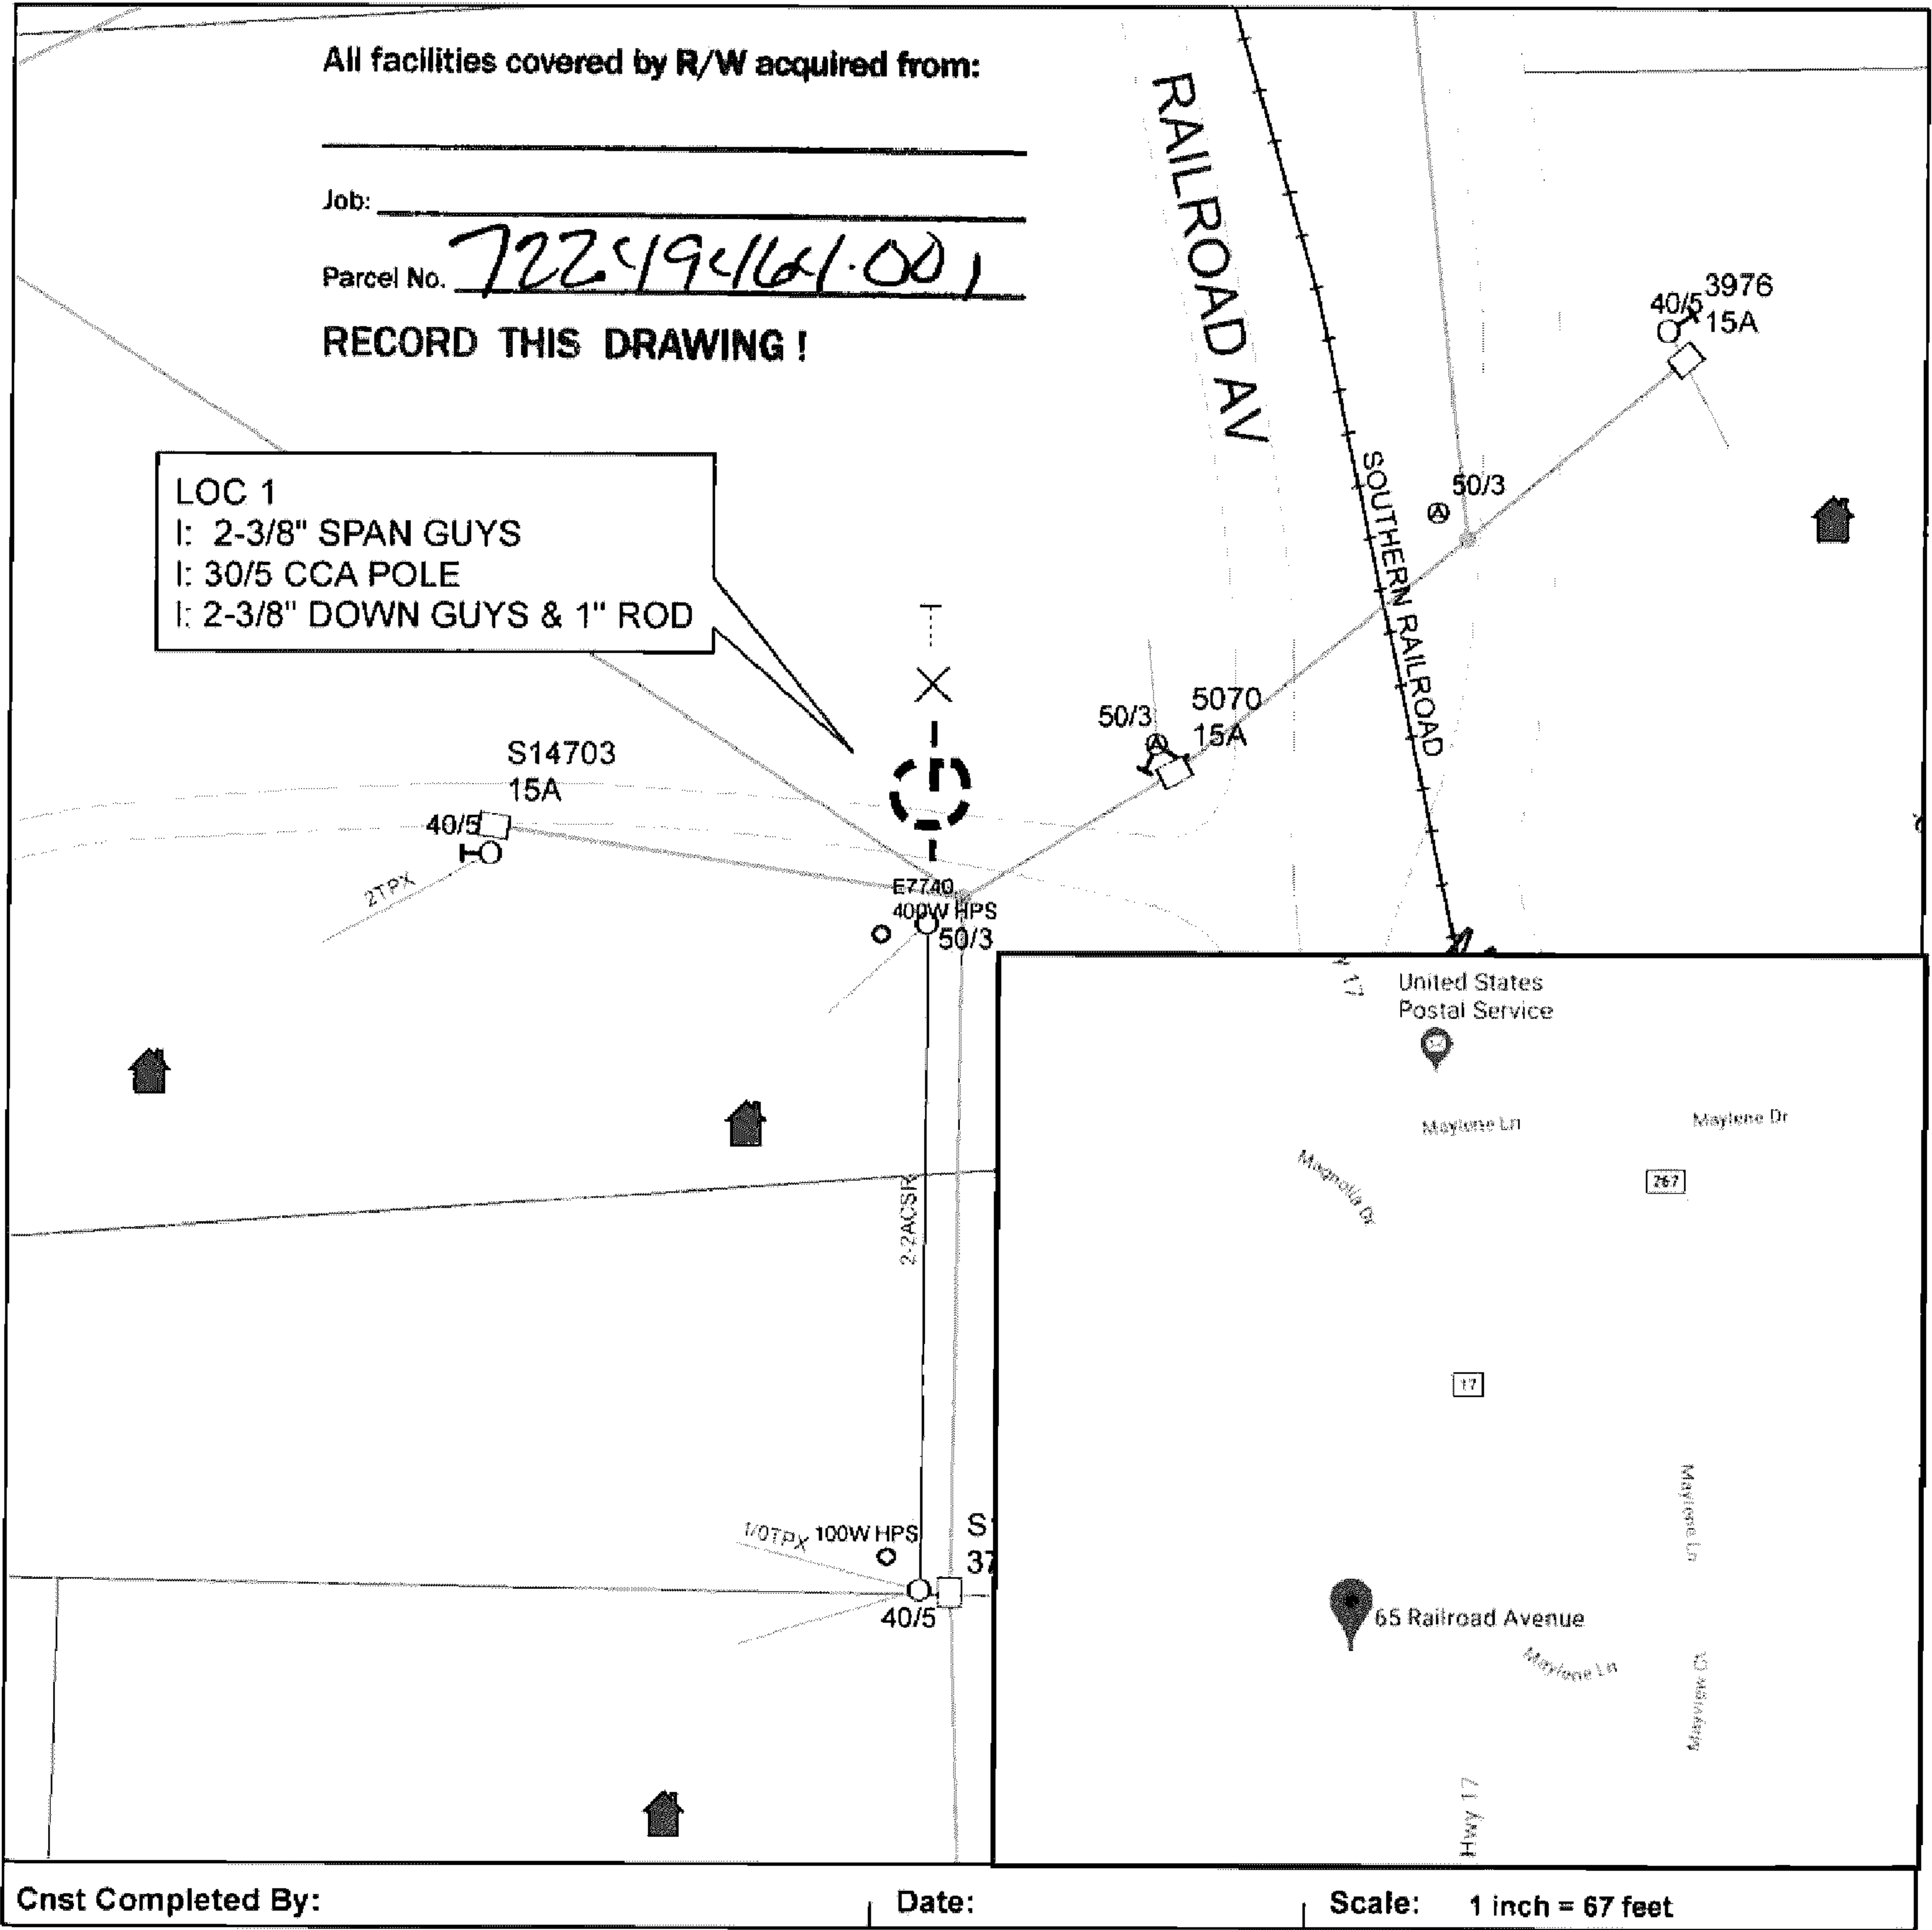 All facilities covered by R/W acquired from:
Job:
Parcel No.
RECORD THIS DRAWING !
RAILROAD AV
3976
40/5
15A
SOUTHERN RAILROAD
50/3
LOC 1
I: 2-3/8" SPAN GUYS
I: 30/5 CCA POLE
I: 2-3/8" DOWN GUYS & 1" ROD
5070
50/3
15A
S14703
15A
40/5
2TPX
E7740
400W HPS
50/3
2-2ACSR
1/0TPX
100W HPS
S
37
40/5
17
United States
Postal Service
Maylene Ln
Maylene Dr
Magnolia Dr
267
17
Maylene Ln
65 Railroad Avenue
Maylene Ln
Mayview Cr
Hwy 17
Cnst Completed By:
Date:
Scale: 1 inch = 67 feet